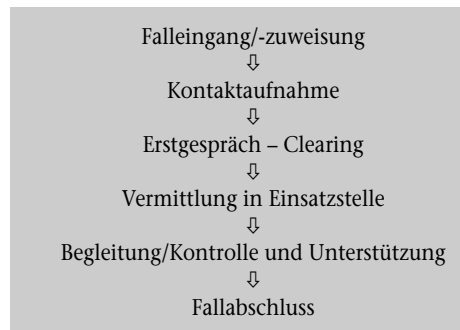 Falleingang/-zuweisung
⇩
Kontaktaufnahme
⇩
Erstgespräch – Clearing
⇩
Vermittlung in Einsatzstelle
⇩
Begleitung/Kontrolle und Unterstützung
⇩
Fallabschluss